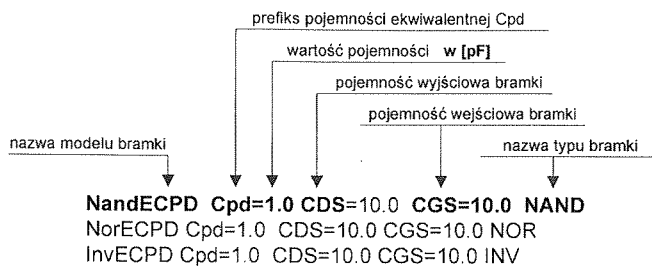 prefiks pojemności ekwiwalentnej Cpd
wartość pojemności w [pF]
pojemność wyjściowa bramki
pojemność wejściowa bramki
nazwa modelu bramki
nazwa typu bramki
NandECPD Cpd=1.0 CDS=10.0 CGS=10.0 NAND
NorECPD Cpd=1.0 CDS=10.0 CGS=10.0 NOR
InvECPD Cpd=1.0 CDS=10.0 CGS=10.0 INV